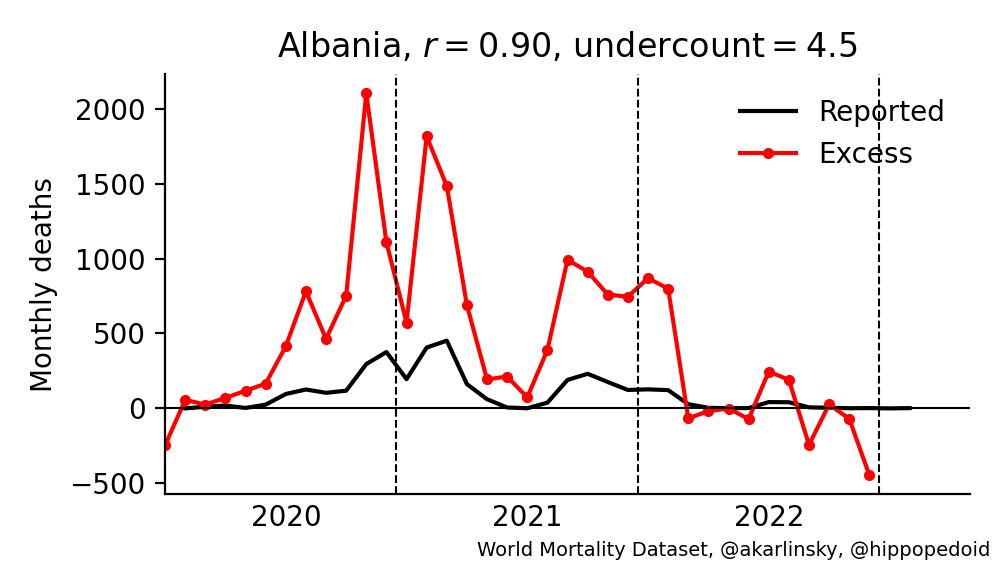 Albania, r = 0.90, undercount = 4.5
Monthly deaths
2000
1500
1000
500
0
−500
Reported
Excess
2020 2021 2022
World Mortality Dataset, @akarlinsky, @hippopedoid